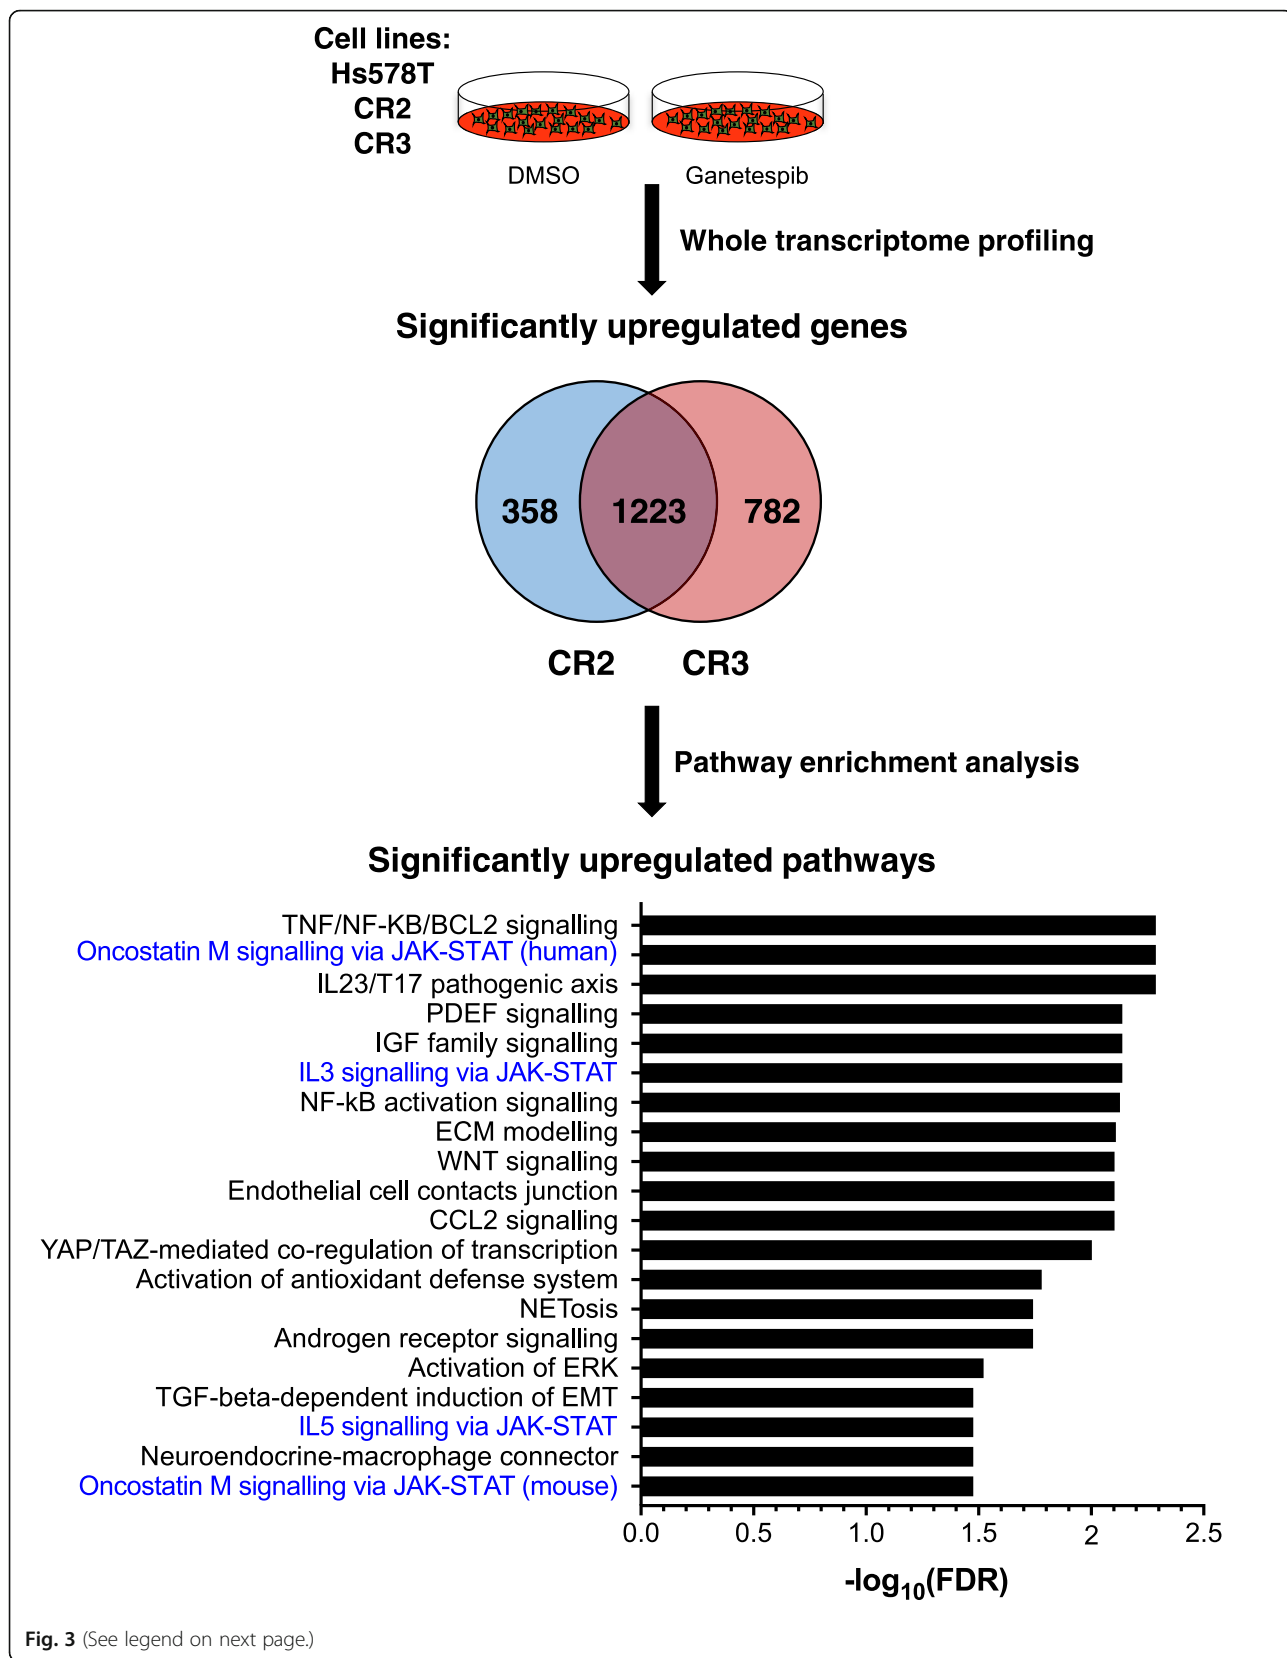 Cell lines:
Hs578T
CR2
CR3
DMSO
Ganetespib
Whole transcriptome profiling
Significantly upregulated genes
358
1223
782
CR2
CR3
Pathway enrichment analysis
Significantly upregulated pathways
TNF/NF-KB/BCL2 signalling
Oncostatin M signalling via JAK-STAT (human)
IL23/T17 pathogenic axis
PDEF signalling
IGF family signalling
IL3 signalling via JAK-STAT
NF-kB activation signalling
ECM modelling
WNT signalling
Endothelial cell contacts junction
CCL2 signalling
YAP/TAZ-mediated co-regulation of transcription
Activation of antioxidant defense system
NETosis
Androgen receptor signalling
Activation of ERK
TGF-beta-dependent induction of EMT
IL5 signalling via JAK-STAT
Neuroendocrine-macrophage connector
Oncostatin M signalling via JAK-STAT (mouse)
0.0 0.5 1.0 1.5 2 2.5
-log10(FDR)
Fig. 3 (See legend on next page.)